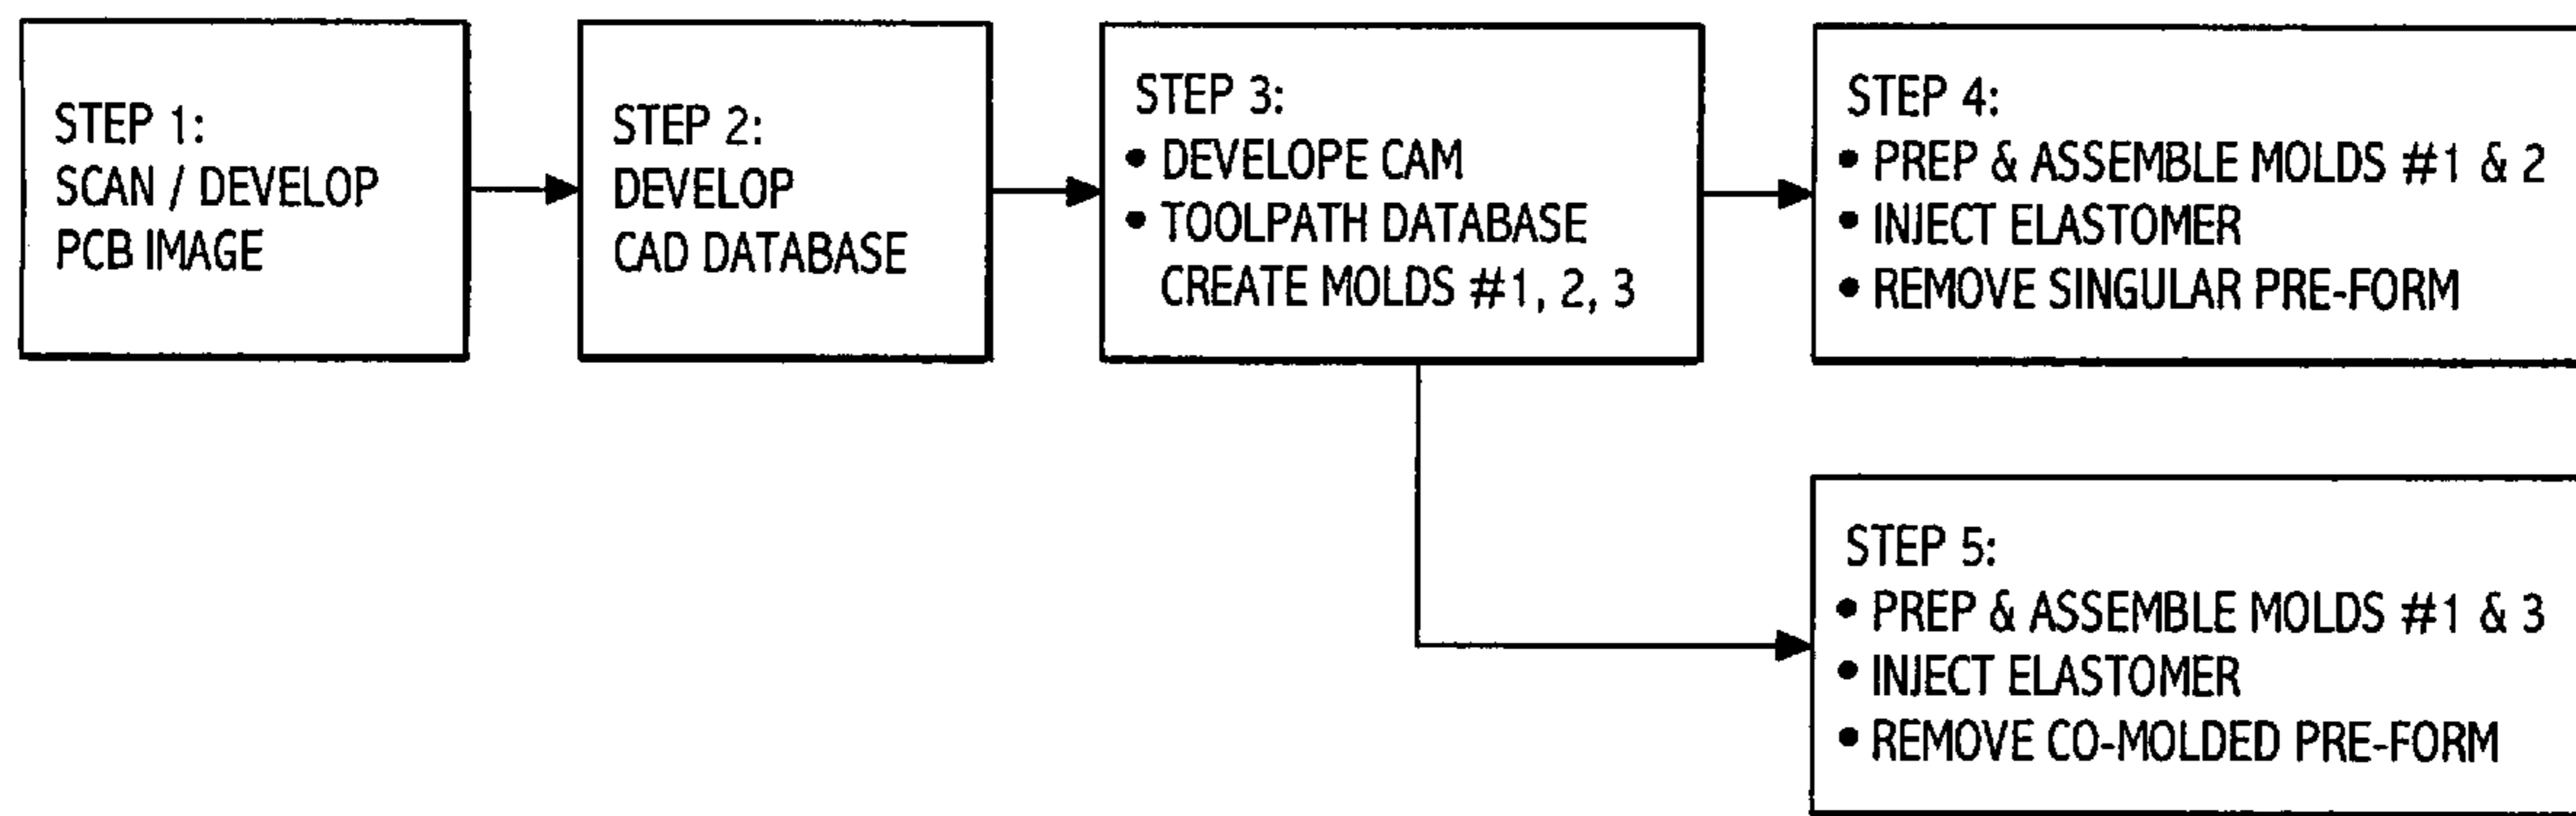 STEP 1:
SCAN / DEVELOP
PCB IMAGE
STEP 2:
DEVELOP
CAD DATABASE
STEP 3:
• DEVELOPE CAM
• TOOLPATH DATABASE
CREATE MOLDS #1, 2, 3
STEP 4:
• PREP & ASSEMBLE MOLDS #1 & 2
• INJECT ELASTOMER
• REMOVE SINGULAR PRE-FORM
STEP 5:
• PREP & ASSEMBLE MOLDS #1 & 3
• INJECT ELASTOMER
• REMOVE CO-MOLDED PRE-FORM